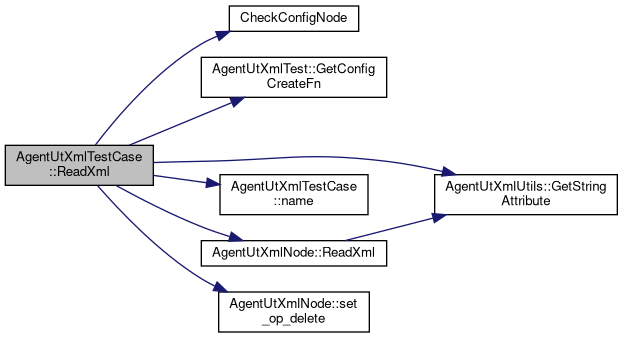 CheckConfigNode
AgentUtXmlTest::GetConfig
CreateFn
AgentUtXmlTestCase
::ReadXml
AgentUtXmlTestCase
::name
AgentUtXmlUtils::GetString
Attribute
AgentUtXmlNode::ReadXml
AgentUtXmlNode::set
_op_delete